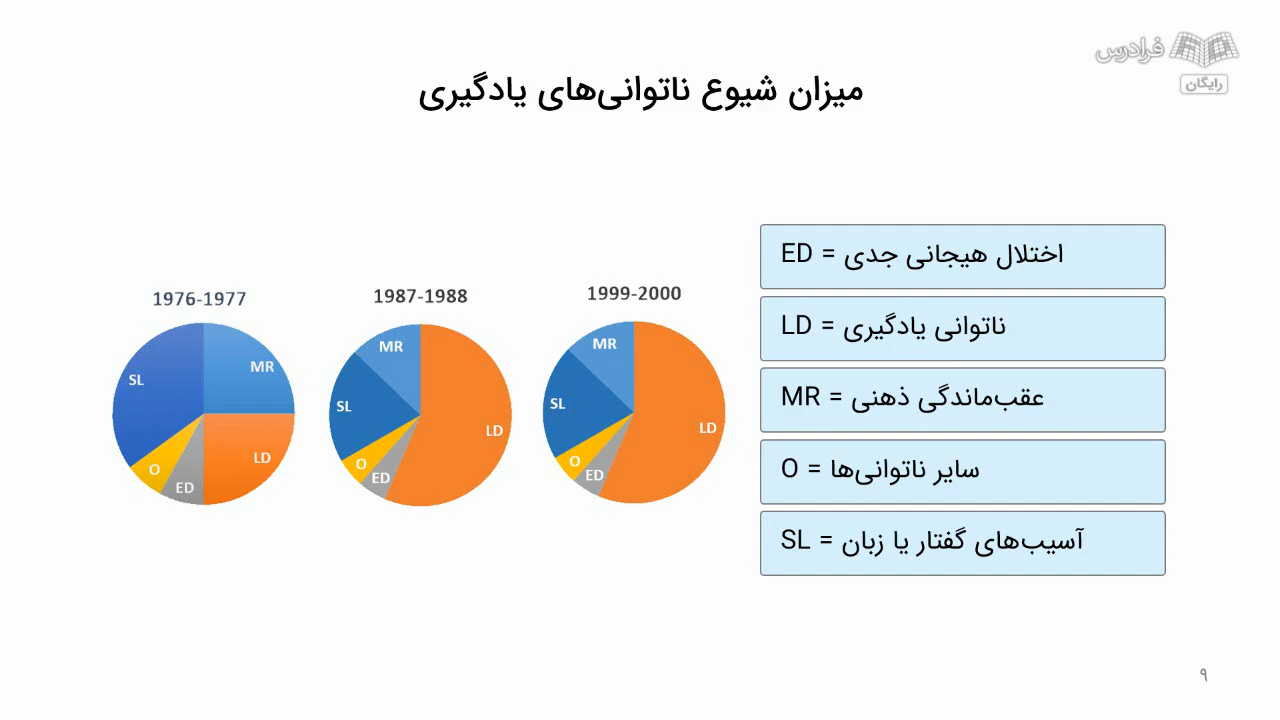 فرادرس
رایگان
میزان شیوع ناتوانی‌های یادگیری
1976-1977
MR
LD
ED
O
SL
1987-1988
MR
LD
ED
O
SL
1999-2000
MR
LD
ED
O
SL
ED = اختلال هیجانی جدی
LD = ناتوانی یادگیری
MR = عقب‌ماندگی ذهنی
O = سایر ناتوانی‌ها
SL = آسیب‌های گفتار یا زبان
۹